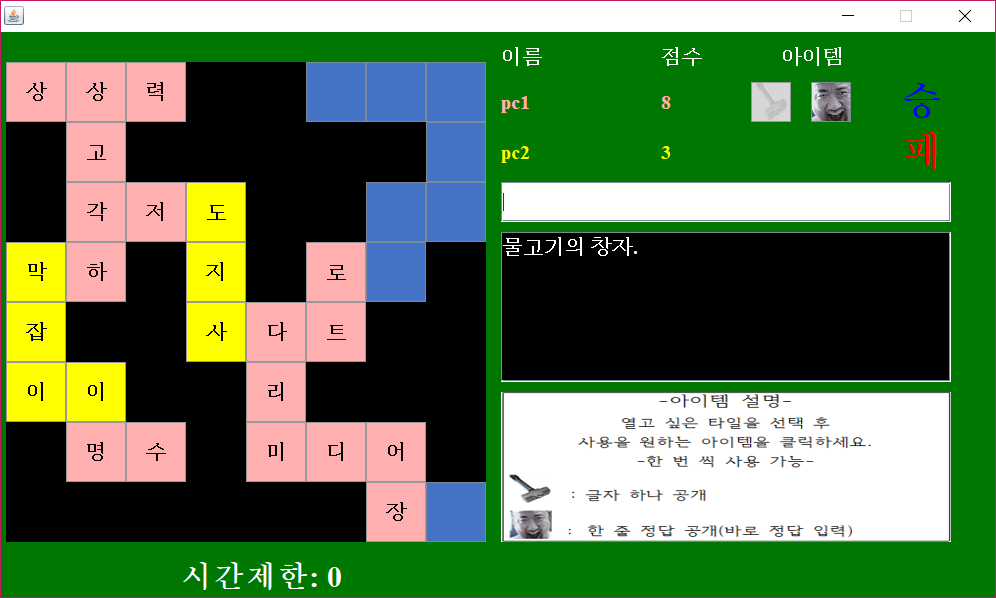 이름 점수 아이템
pc1 8 승
pc2 3 패
상 상 력
고
각 저 도
막 하 지 로
잡 사 다 트
이 이 리
명 수 미 디 어
장
물고기의 창자.
-아이템 설명-
열고 싶은 타일을 선택 후
사용을 원하는 아이템을 클릭하세요.
-한 번 씩 사용 가능-
: 글자 하나 공개
: 한 줄 정답 공개(바로 정답 입력)
시간제한: 0